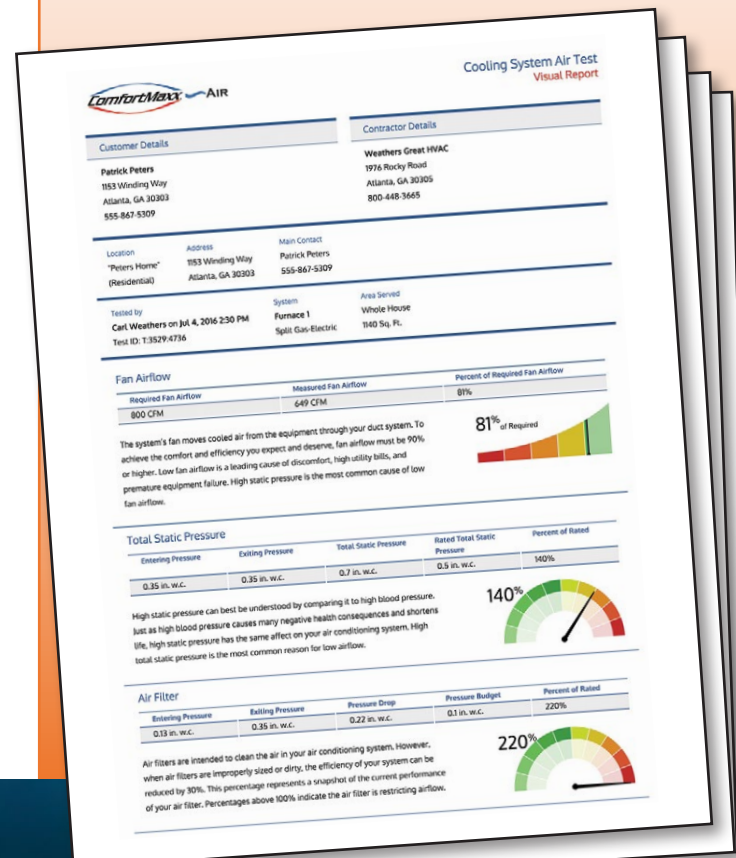 ComfortMaxx AIR
Cooling System Air Test
Visual Report
Customer Details
Patrick Peters
1153 Winding Way
Atlanta, GA 30303
555-867-5309
Contractor Details
Weathers Great HVAC
1976 Rocky Road
Atlanta, GA 30305
800-448-3665
Location
"Peters Home"
(Residential)
Address
1153 Winding Way
Atlanta, GA 30303
Main Contact
Patrick Peters
555-867-5309
Tested by
Carl Weathers on Jul 4, 2016 2:30 PM
Test ID: T:3529:4736
System
Furnace 1
Split Gas-Electric
Area Served
Whole House
1140 Sq. Ft.
Fan Airflow
Required Fan Airflow Measured Fan Airflow Percent of Required Fan Airflow
800 CFM 649 CFM 81%
The system's fan moves cooled air from the equipment through your duct system. To
achieve the comfort and efficiency you expect and deserve, fan airflow must be 90%
or higher. Low fan airflow is a leading cause of discomfort, high utility bills, and
premature equipment failure. High static pressure is the most common cause of low
fan airflow.
81% of Required
Total Static Pressure
Entering Pressure Exiting Pressure Total Static Pressure Rated Total Static Pressure Percent of Rated
0.35 in. w.c. 0.35 in. w.c. 0.7 in. w.c. 0.5 in. w.c. 140%
High static pressure can best be understood by comparing it to high blood pressure.
Just as high blood pressure causes many negative health consequences and shortens
life, high static pressure has the same affect on your air conditioning system. High
total static pressure is the most common reason for low airflow.
140%
Air Filter
Entering Pressure Exiting Pressure Pressure Drop Pressure Budget Percent of Rated
0.13 in. w.c. 0.35 in. w.c. 0.22 in. w.c. 0.1 in. w.c. 220%
Air filters are intended to clean the air in your air conditioning system. However,
when air filters are improperly sized or dirty, the efficiency of your system can be
reduced by 30%. This percentage represents a snapshot of the current performance
of your air filter. Percentages above 100% indicate the air filter is restricting airflow.
220%